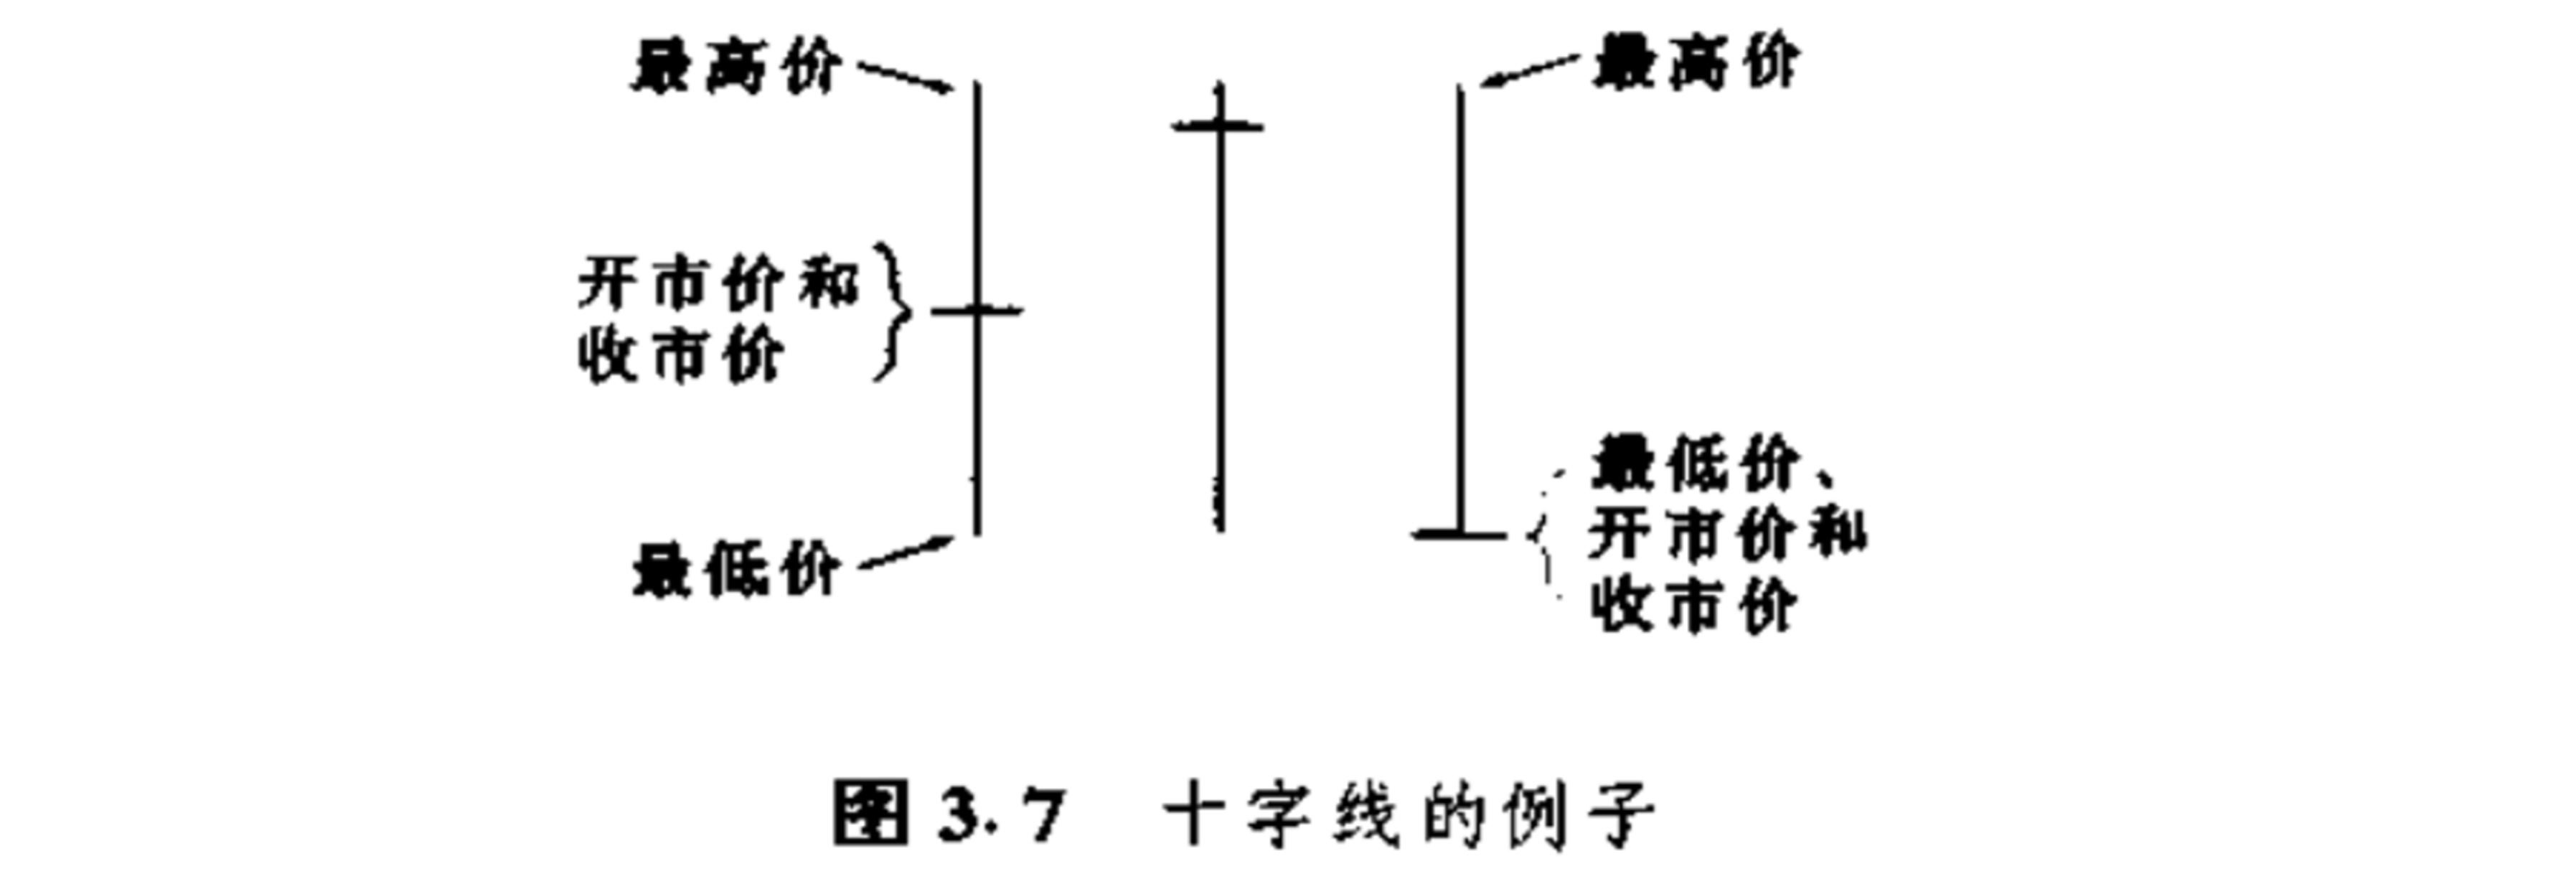 最高价
开市价和
收市价
最低价
最高价
最低价、
开市价和
收市价
图3.7 十字线的例子